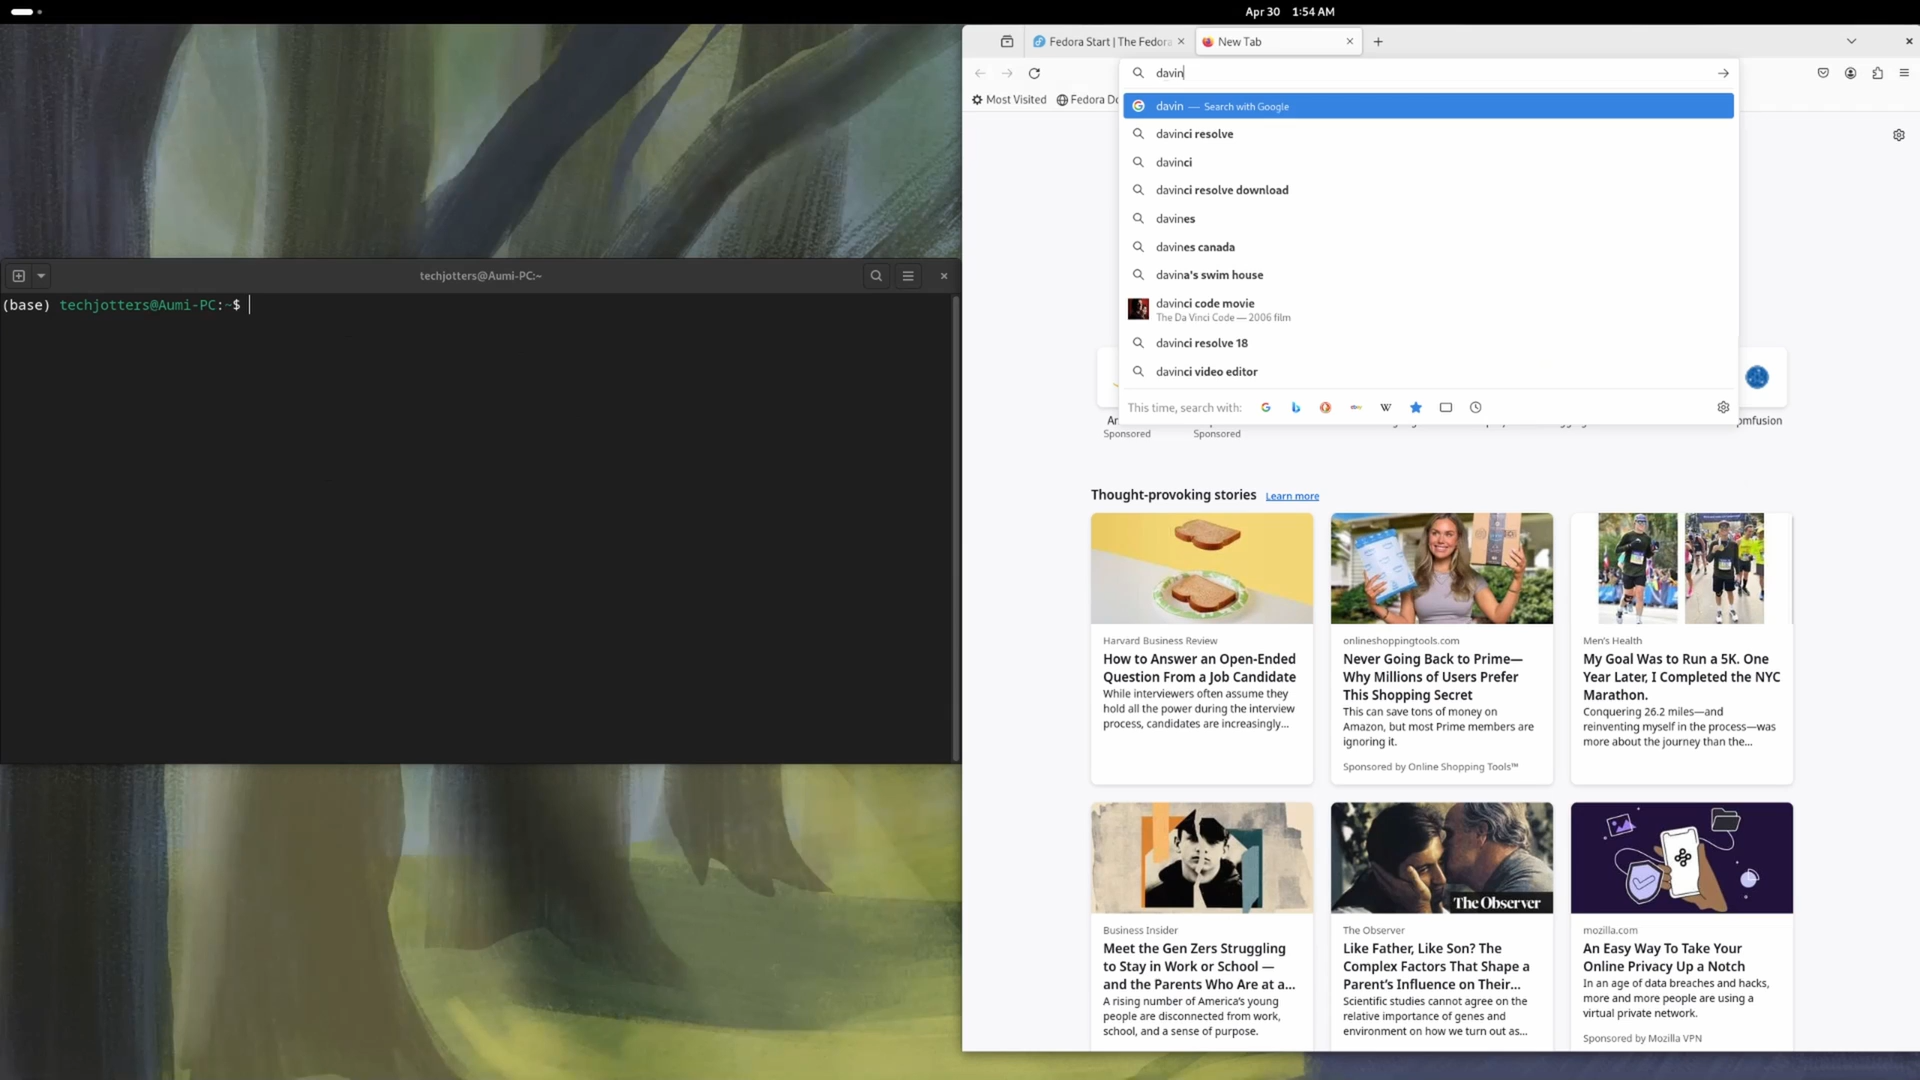 Apr 30 1:54 AM
techjotters@Aumi-PC:~
(base) techjotters@Aumi-PC:~$
Fedora Start | The Fedora
New Tab
davin
Most Visited
Fedora Do
davin — Search with Google
davinci resolve
davinci
davinci resolve download
davines
davines canada
davina's swim house
davinci code movie
The Da Vinci Code — 2006 film
davinci resolve 18
davinci video editor
This time, search with:
Sponsored
Sponsored
Thought-provoking stories Learn more
Harvard Business Review
How to Answer an Open-Ended
Question From a Job Candidate
While interviewers often assume they
hold all the power during the interview
process, candidates are increasingly...
onlineshoppingtools.com
Never Going Back to Prime—
Why Millions of Users Prefer
This Shopping Secret
This can save tons of money on
Amazon, but most Prime members are
ignoring it.
Sponsored by Online Shopping Tools™
Men's Health
My Goal Was to Run a 5K. One
Year Later, I Completed the NYC
Marathon.
Conquering 26.2 miles—and
reinventing myself in the process—was
more about the journey than the...
Business Insider
Meet the Gen Zers Struggling
to Stay in Work or School —
and the Parents Who Are at a...
A rising number of America's young
people are disconnected from work,
school, and a sense of purpose.
The Observer
The Observer
Like Father, Like Son? The
Complex Factors That Shape a
Parent's Influence on Their...
Scientific studies cannot agree on the
relative importance of genes and
environment on how we turn out as...
mozilla.com
An Easy Way To Take Your
Online Privacy Up a Notch
In an age of data breaches and hacks,
more and more people are using a
virtual private network.
Sponsored by Mozilla VPN